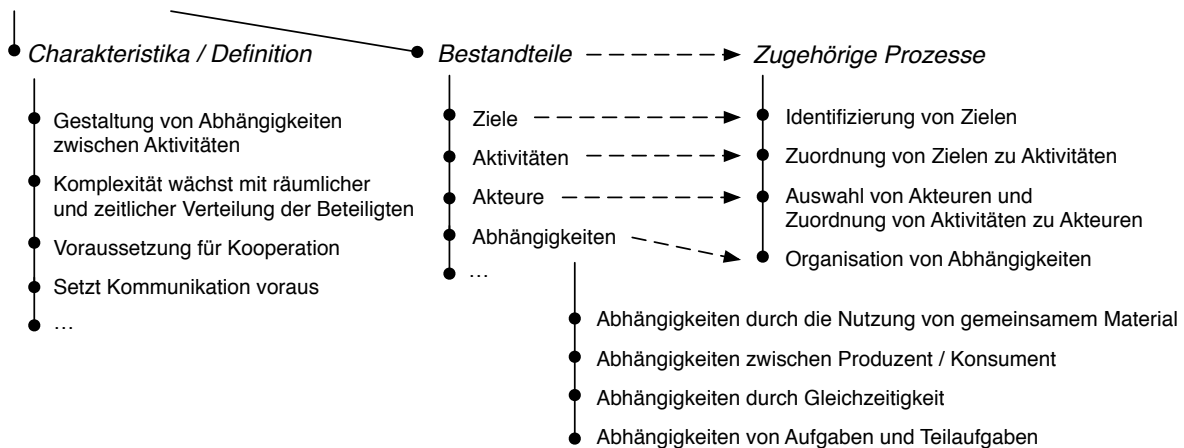 Charakteristika / Definition
Gestaltung von Abhängigkeiten
zwischen Aktivitäten
Komplexität wächst mit räumlicher
und zeitlicher Verteilung der Beteiligten
Voraussetzung für Kooperation
Setzt Kommunikation voraus
…
Bestandteile
Ziele
Aktivitäten
Akteure
Abhängigkeiten
…
Zugehörige Prozesse
Identifizierung von Zielen
Zuordnung von Zielen zu Aktivitäten
Auswahl von Akteuren und
Zuordnung von Aktivitäten zu Akteuren
Organisation von Abhängigkeiten
Abhängigkeiten durch die Nutzung von gemeinsamem Material
Abhängigkeiten zwischen Produzent / Konsument
Abhängigkeiten durch Gleichzeitigkeit
Abhängigkeiten von Aufgaben und Teilaufgaben